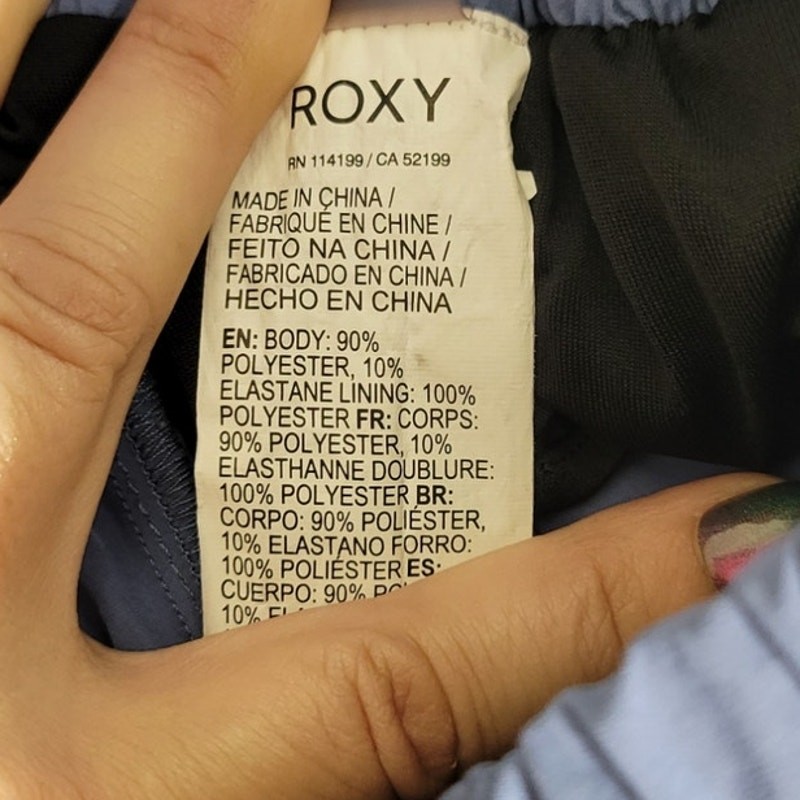 ROXY
RN 114199 / CA 52199
MADE IN CHINA /
FABRIQUÉ EN CHINE /
FEITO NA CHINA /
FABRICADO EN CHINA /
HECHO EN CHINA
EN: BODY: 90%
POLYESTER, 10%
ELASTANE LINING: 100%
POLYESTER FR: CORPS:
90% POLYESTER, 10%
ELASTHANNE DOUBLURE:
100% POLYESTER BR:
CORPO: 90% POLIÉSTER,
10% ELASTANO FORRO:
100% POLIÉSTER ES:
CUERPO: 90%
10%